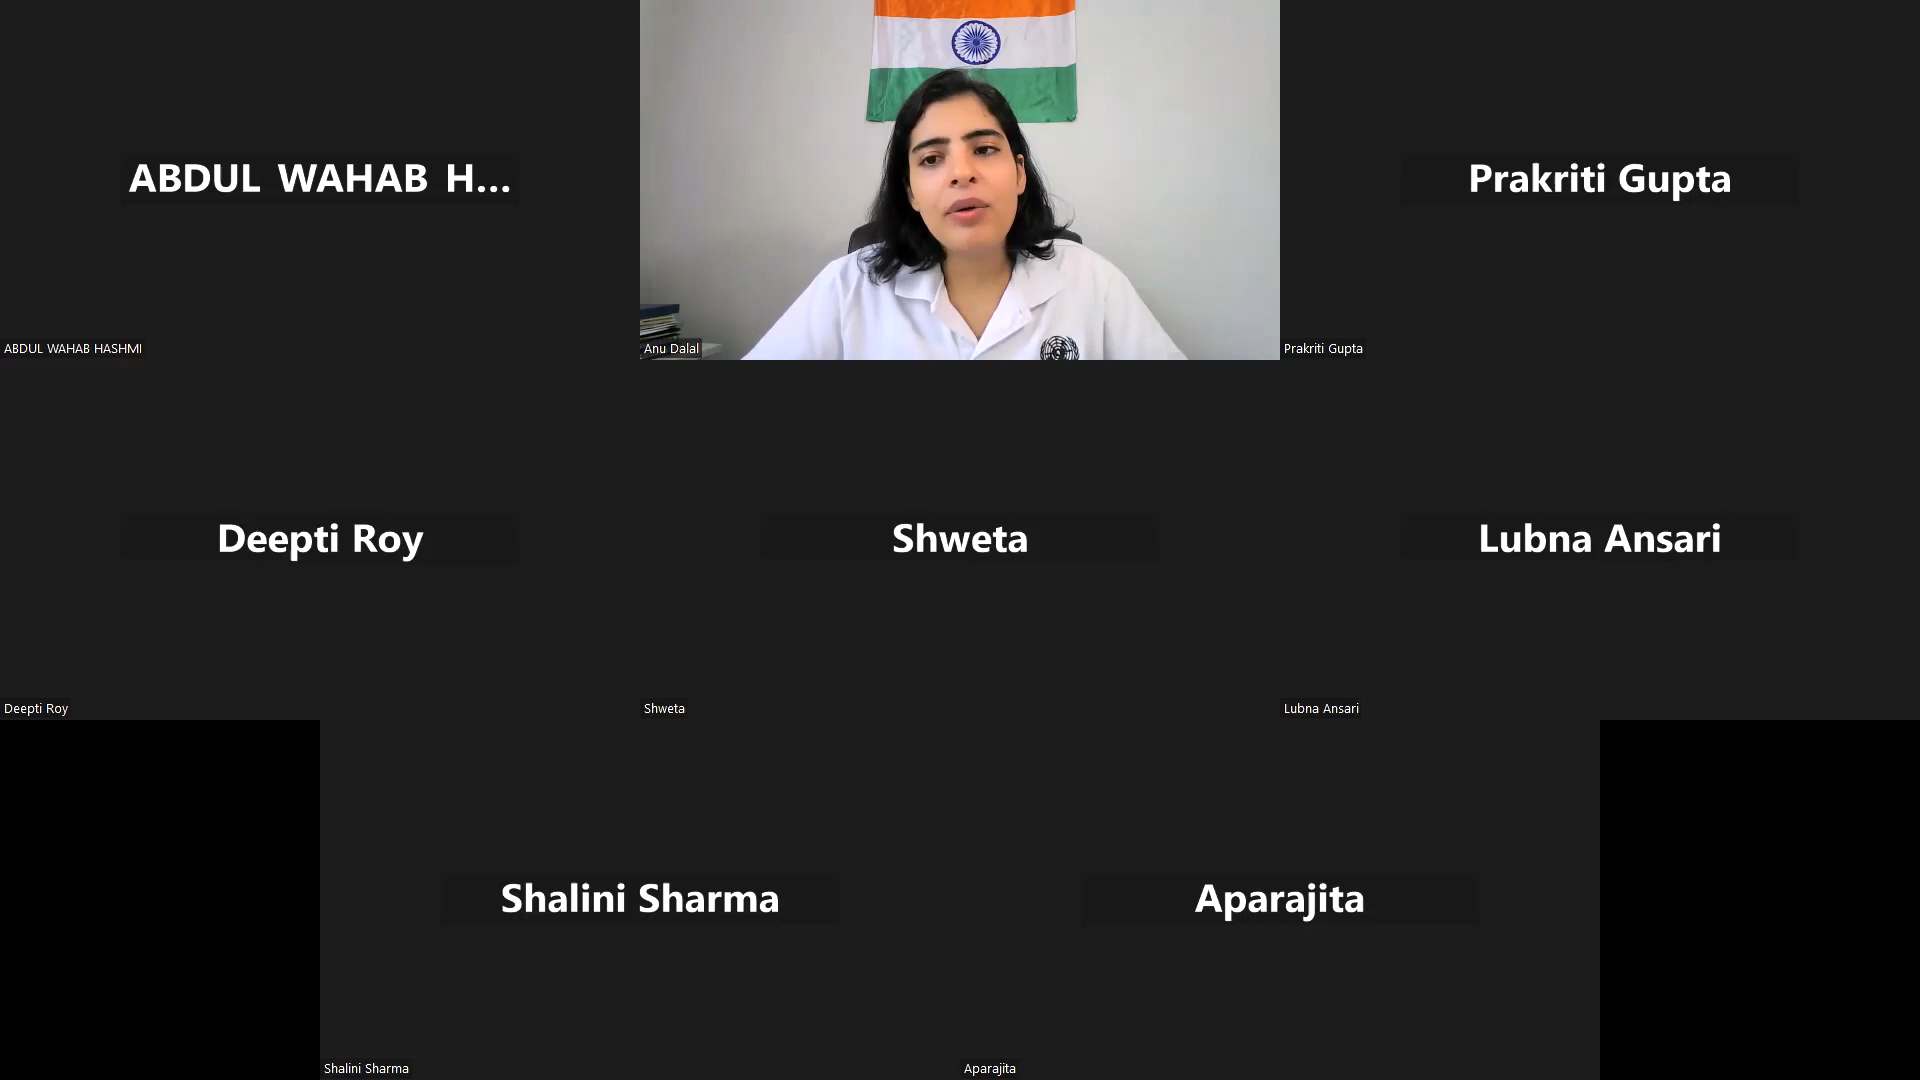 ABDUL WAHAB H...
ABDUL WAHAB HASHMI
Anu Dalal
Prakriti Gupta
Prakriti Gupta
Deepti Roy
Deepti Roy
Shweta
Shweta
Lubna Ansari
Lubna Ansari
Shalini Sharma
Shalini Sharma
Aparajita
Aparajita